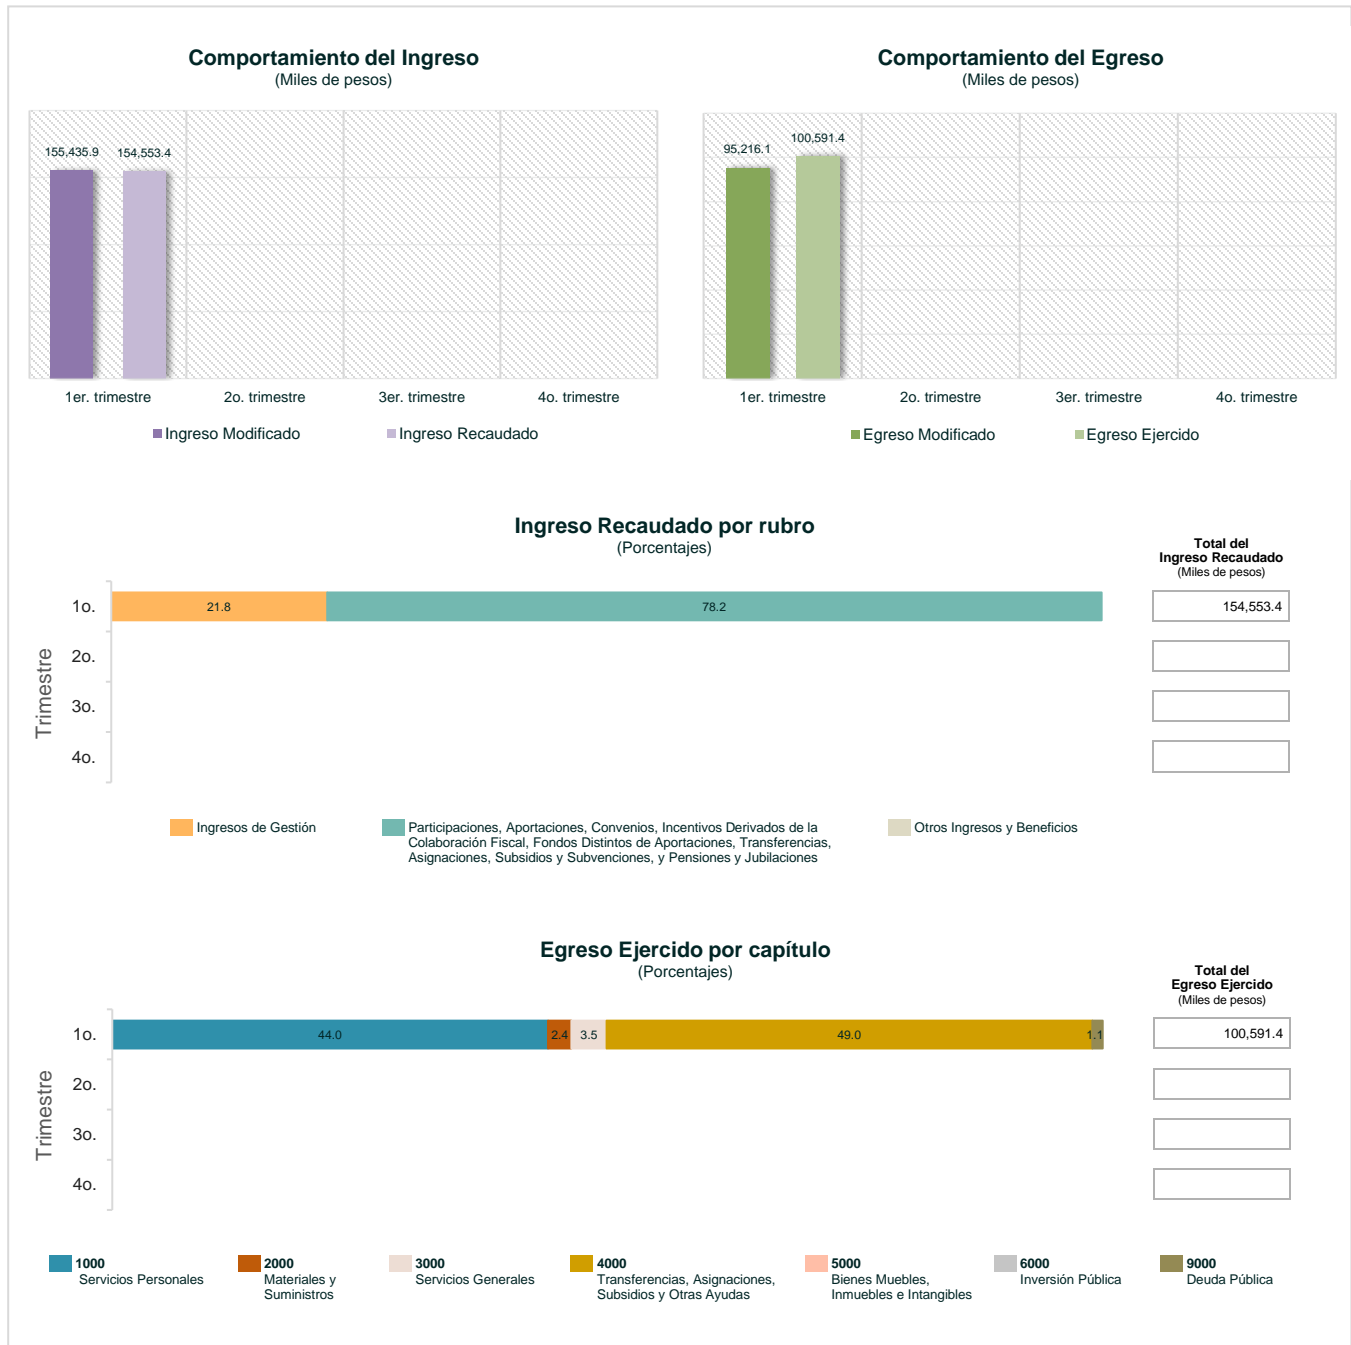 Comportamiento del Ingreso
(Miles de pesos)
155,435.9
154,553.4
1er. trimestre
2o. trimestre
3er. trimestre
4o. trimestre
Ingreso Modificado
Ingreso Recaudado
Comportamiento del Egreso
(Miles de pesos)
95,216.1
100,591.4
1er. trimestre
2o. trimestre
3er. trimestre
4o. trimestre
Egreso Modificado
Egreso Ejercido
Ingreso Recaudado por rubro
(Porcentajes)
Total del
Ingreso Recaudado
(Miles de pesos)
Trimestre
1o.
21.8
78.2
154,553.4
2o.
3o.
4o.
Ingresos de Gestión
Participaciones, Aportaciones, Convenios, Incentivos Derivados de la
Colaboración Fiscal, Fondos Distintos de Aportaciones, Transferencias,
Asignaciones, Subsidios y Subvenciones, y Pensiones y Jubilaciones
Otros Ingresos y Beneficios
Egreso Ejercido por capítulo
(Porcentajes)
Total del
Egreso Ejercido
(Miles de pesos)
Trimestre
1o.
44.0
2.4
3.5
49.0
1.1
100,591.4
2o.
3o.
4o.
1000
Servicios Personales
2000
Materiales y
Suministros
3000
Servicios Generales
4000
Transferencias, Asignaciones,
Subsidios y Otras Ayudas
5000
Bienes Muebles,
Inmuebles e Intangibles
6000
Inversión Pública
9000
Deuda Pública